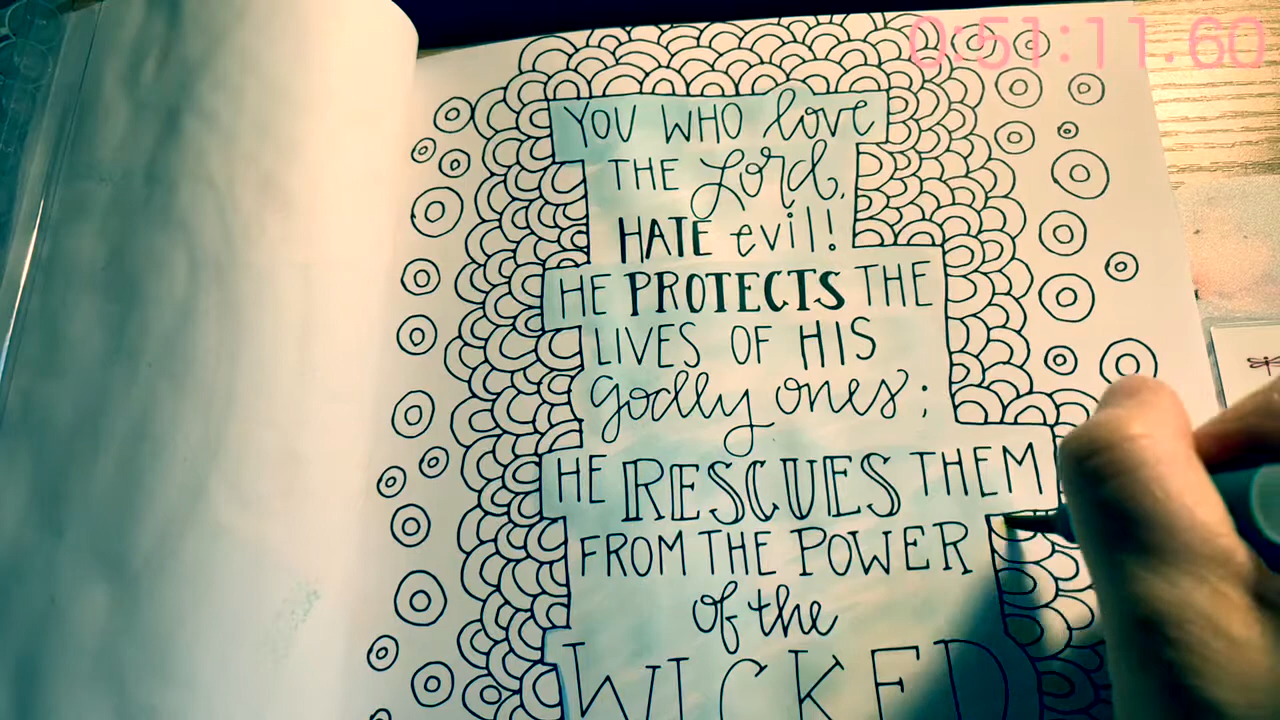 0:51:11.60
YOU WHO love
THE Lord,
HATE evil!
HE PROTECTS THE
LIVES OF HIS
godly ones;
HE RESCUES THEM
FROM THE POWER
of the
WICKED